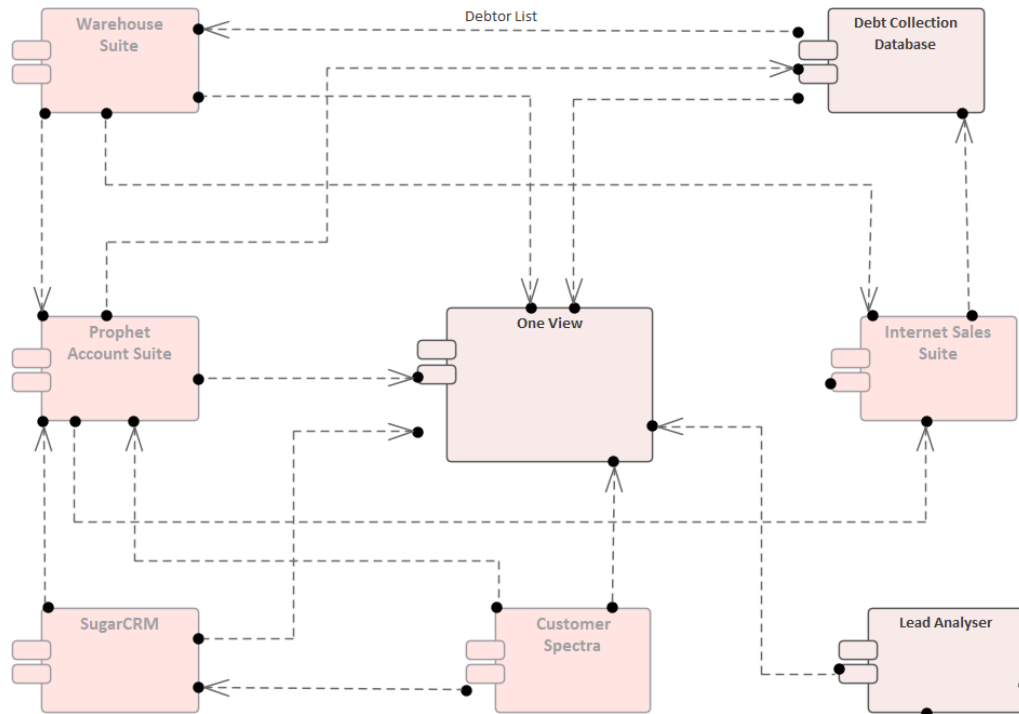 Debtor List
Warehouse
Suite
Debt Collection
Database
Prophet
Account Suite
One View
Internet Sales
Suite
SugarCRM
Customer
Spectra
Lead Analyser